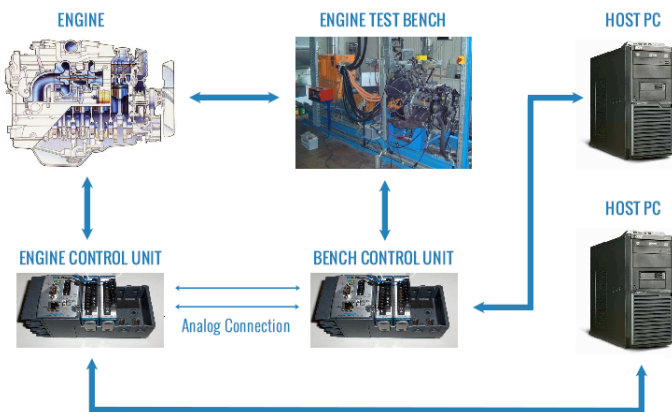 ENGINE
ENGINE TEST BENCH
HOST PC
HOST PC
ENGINE CONTROL UNIT
BENCH CONTROL UNIT
Analog Connection